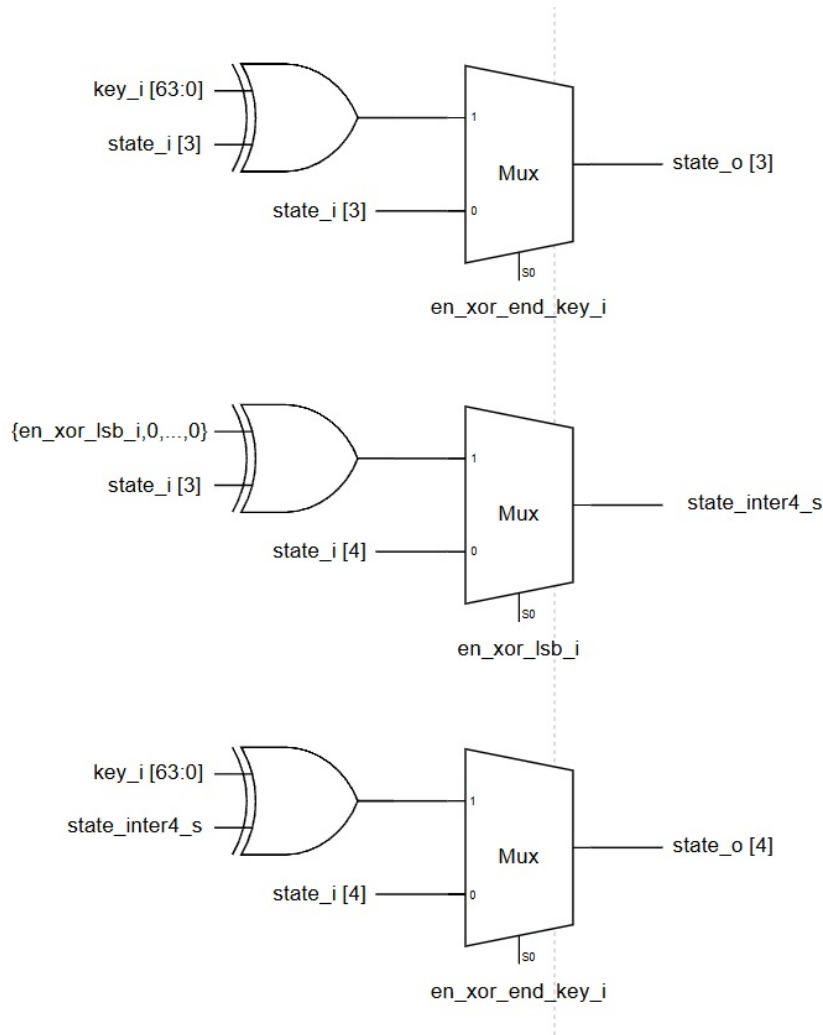 key_i [63:0]
state_i [3]
1
Mux
state_o [3]
state_i [3]
0
S0
en_xor_end_key_i
{en_xor_lsb_i,0,...,0}
state_i [3]
1
Mux
state_inter4_s
state_i [4]
0
S0
en_xor_lsb_i
key_i [63:0]
state_inter4_s
1
Mux
state_o [4]
state_i [4]
0
S0
en_xor_end_key_i